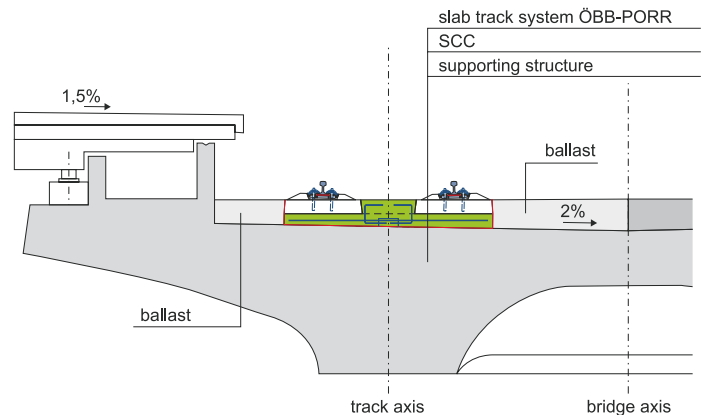 slab track system ÖBB-PORR
SCC
supporting structure
1,5%
ballast
2%
ballast
track axis
bridge axis